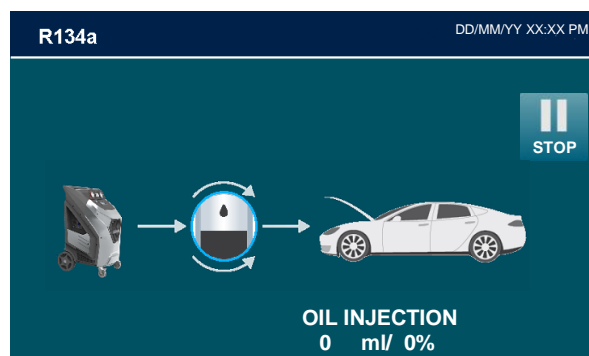 R134a
DD/MM/YY XX:XX PM
STOP
OIL INJECTION
0 ml/ 0%